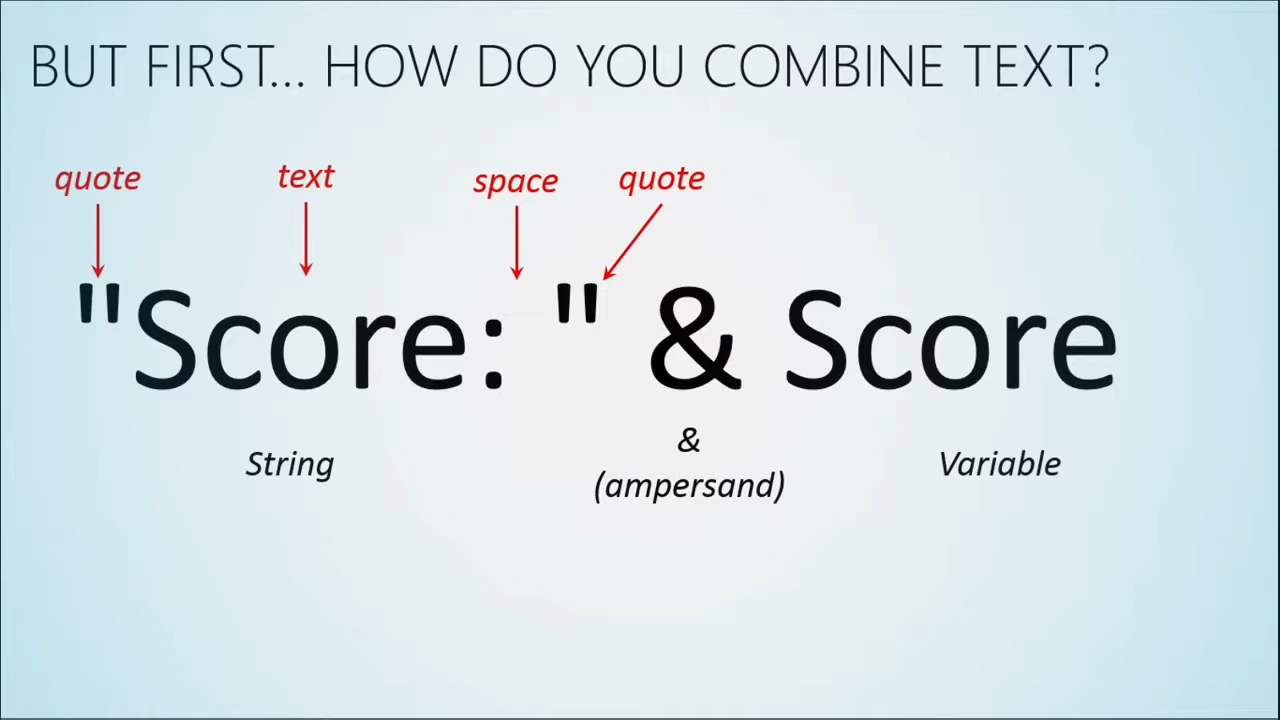 BUT FIRST... HOW DO YOU COMBINE TEXT?
quote text space quote
"Score: " & Score
String & (ampersand) Variable